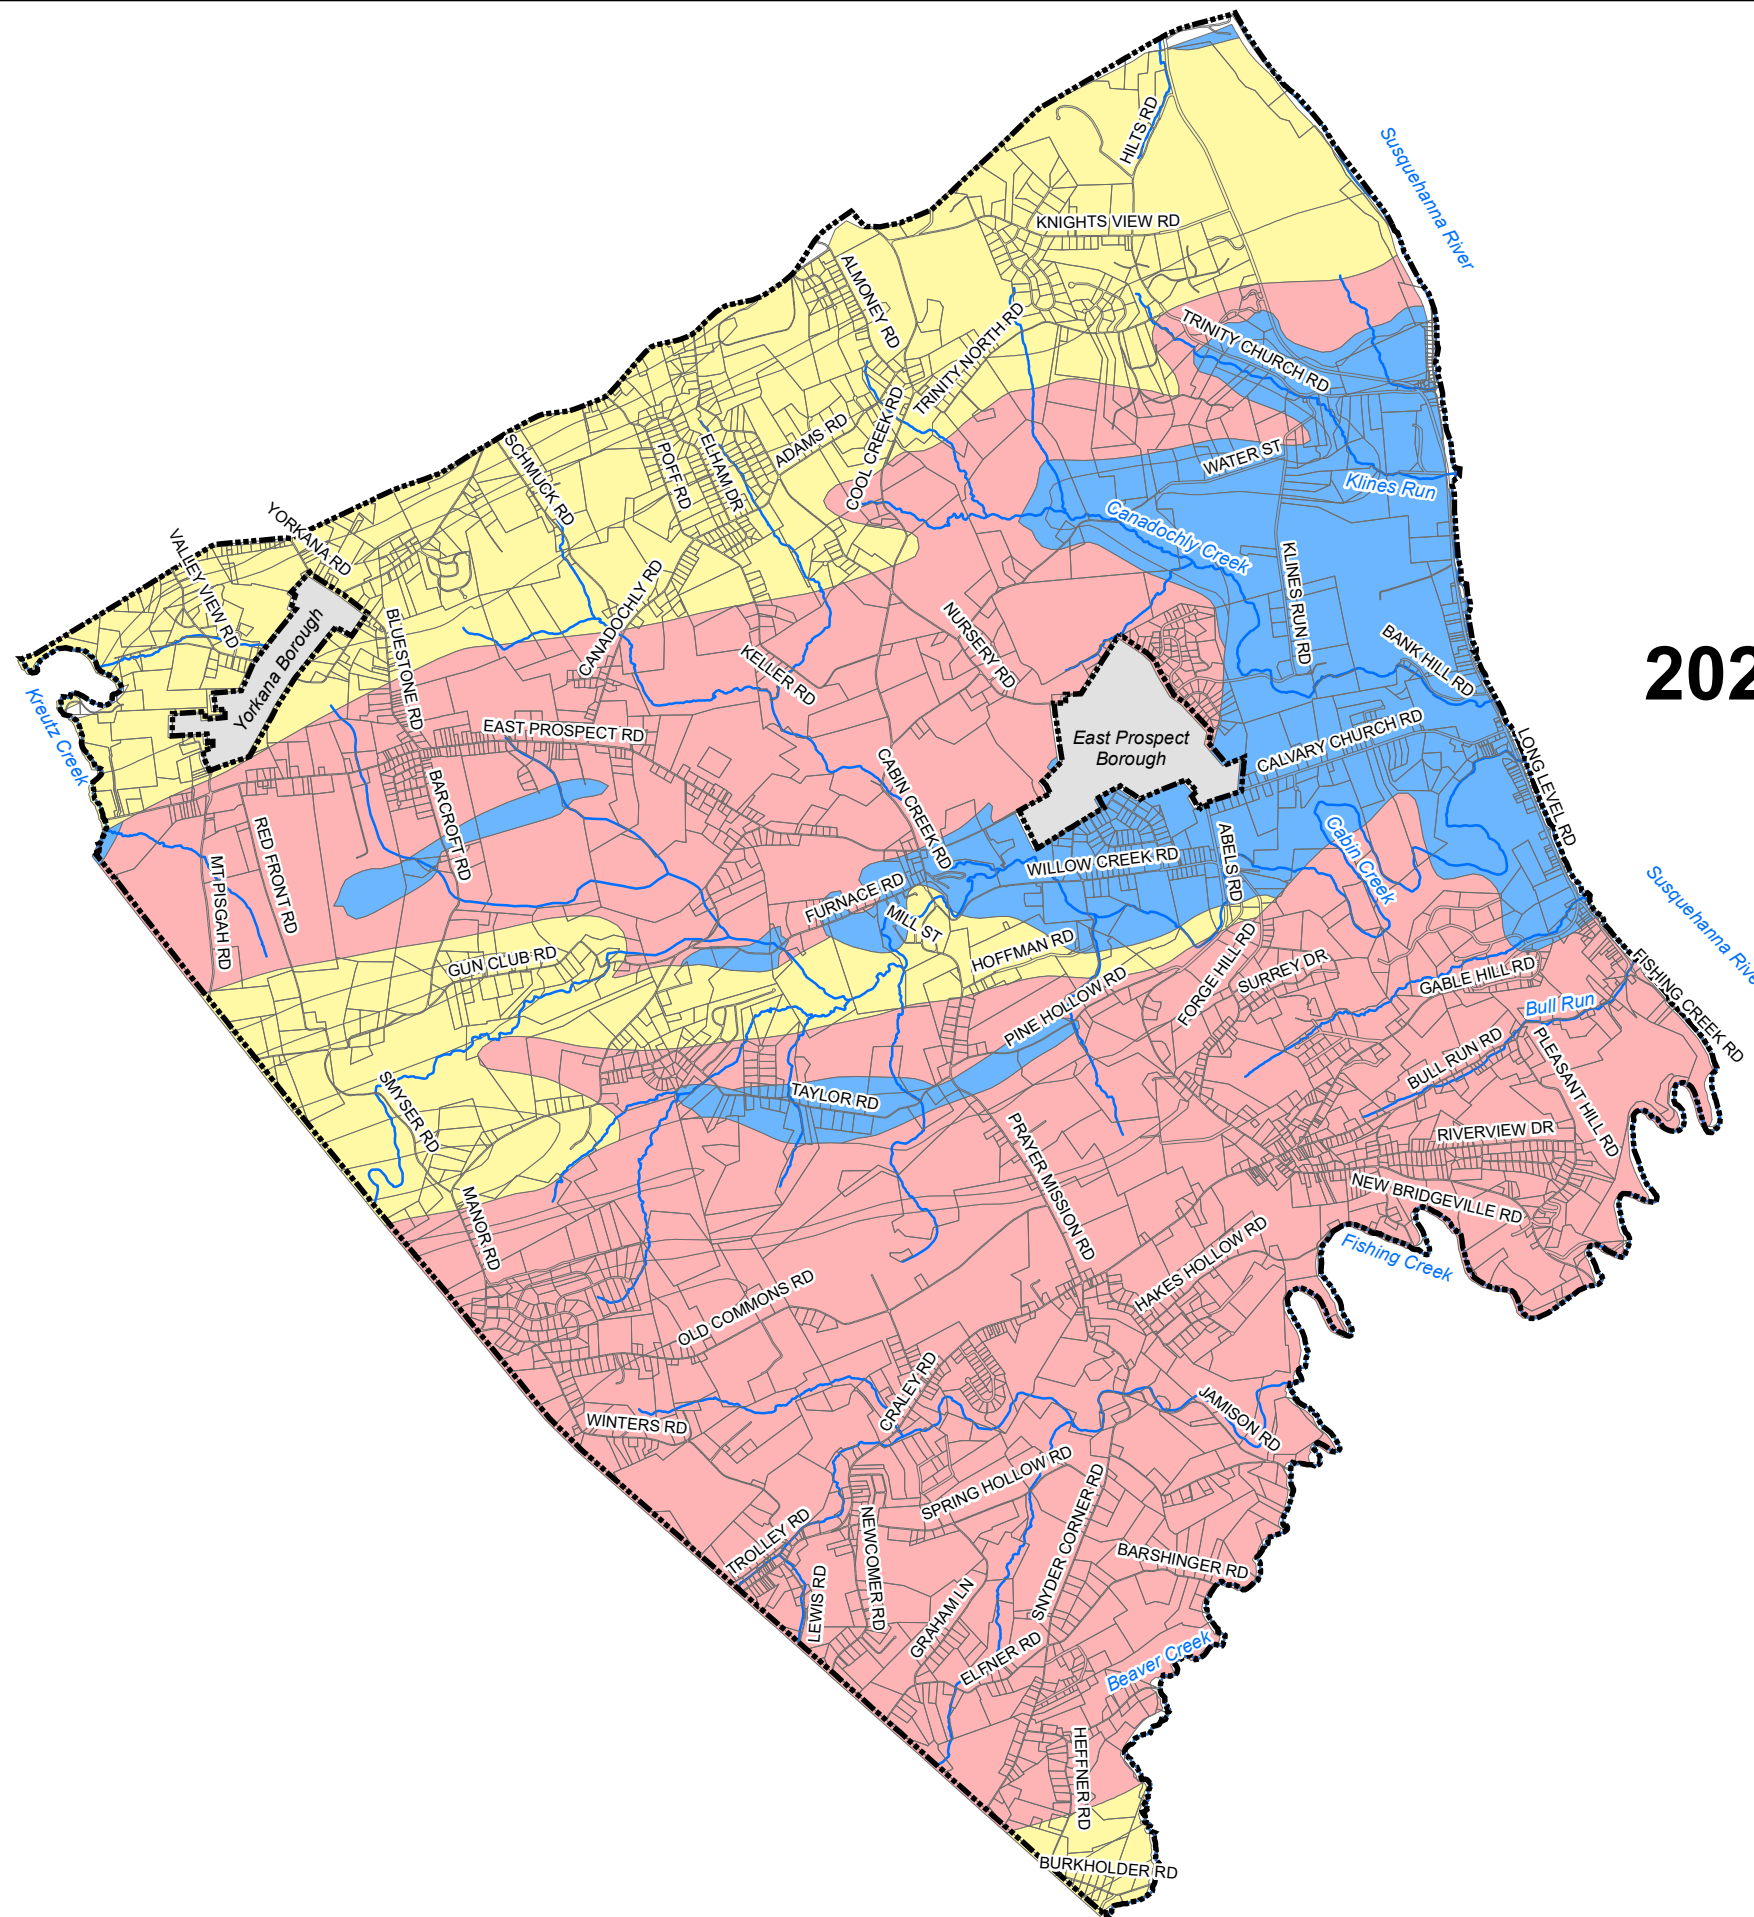 HILTS RD
Susquehanna River
KNIGHTS VIEW RD
ALMONEY RD
TRINITY NORTH RD
TRINITY CHURCH RD
COOL CREEK RD
ADAMS RD
ELHAM DR
POFF RD
SCHMUCK RD
WATER ST
Klines Run
Canadochly Creek
YORKANA RD
VALLEY VIEW RD
Yorkana Borough
BLUESTONE RD
CANADOCHLY RD
KLINES RUN RD
NURSERY RD
KELLER RD
BANK HILL RD
202
Kreutz Creek
EAST PROSPECT RD
East Prospect
Borough
CALVARY CHURCH RD
LONG LEVEL RD
CABIN CREEK RD
BARCROFT RD
RED FRONT RD
MT PISGAH RD
WILLOW CREEK RD
ABELS RD
Cabin Creek
FURNACE RD
MILL ST
HOFFMAN RD
GUN CLUB RD
Susquehanna Rive
FORGE HILL RD
SURREY DR
GABLE HILL RD
FISHING CREEK RD
PINE HOLLOW RD
Bull Run
BULL RUN RD
PLEASANT HILL RD
SMYSER RD
TAYLOR RD
PRAYER MISSION RD
RIVERVIEW DR
NEW BRIDGEVILLE RD
MANOR RD
Fishing Creek
HAKES HOLLOW RD
OLD COMMONS RD
CRALEY RD
JAMISON RD
WINTERS RD
SPRING HOLLOW RD
TROLLEY RD
NEWCOMER RD
SNYDER CORNER RD
BARSHINGER RD
LEWIS RD
GRAHAM LN
ELFNER RD
Beaver Creek
HEFFNER RD
BURKHOLDER RD